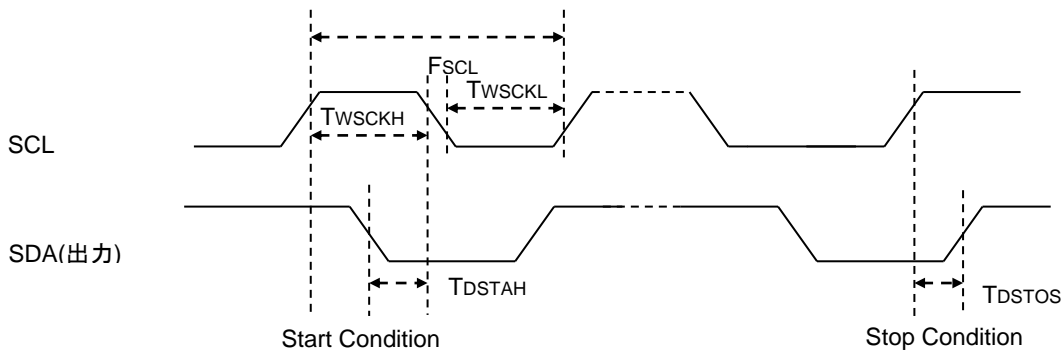 FSCL
TWSCKL
TWSCKH
SCL
SDA(出力)
TDSTAH
TDSTOS
Start Condition
Stop Condition